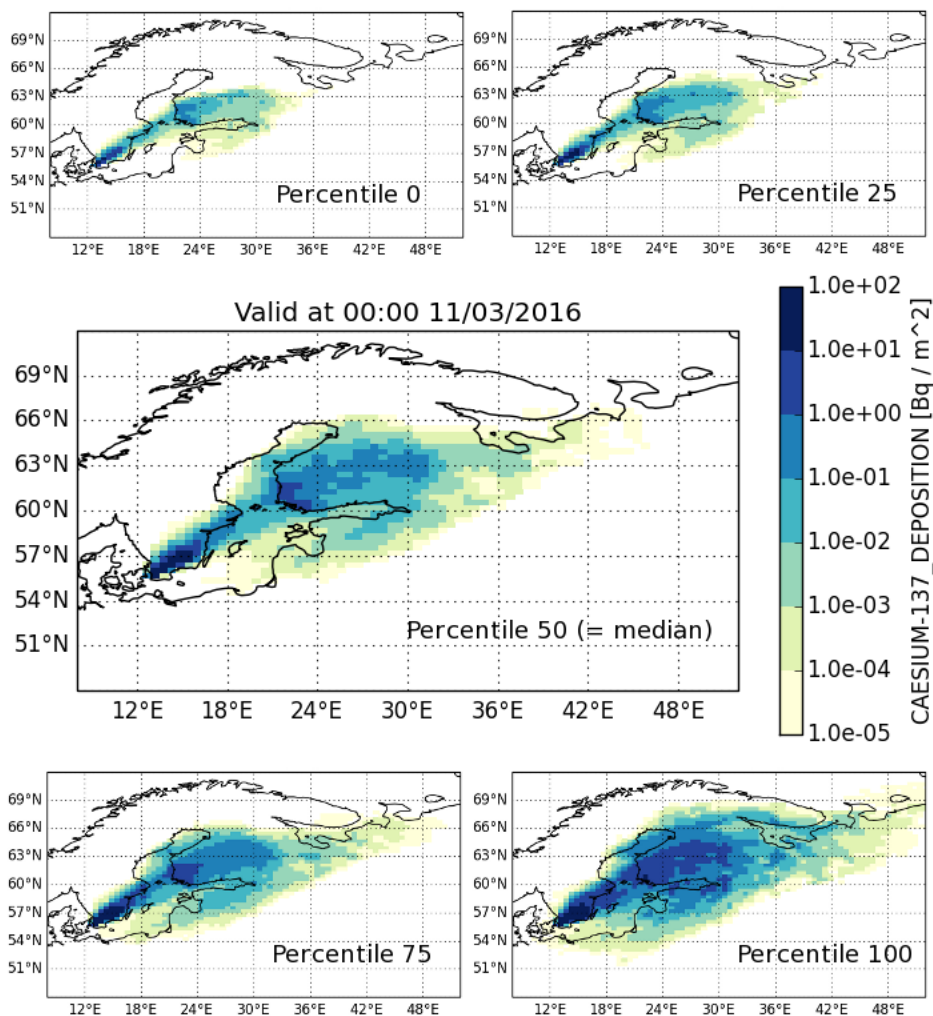 69°N
66°N
63°N
60°N
57°N
54°N
51°N
Percentile 0
12°E 18°E 24°E 30°E 36°E 42°E 48°E
69°N
66°N
63°N
60°N
57°N
54°N
51°N
Percentile 25
12°E 18°E 24°E 30°E 36°E 42°E 48°E
Valid at 00:00 11/03/2016
69°N
66°N
63°N
60°N
57°N
54°N
51°N
Percentile 50 (= median)
12°E 18°E 24°E 30°E 36°E 42°E 48°E
1.0e+02
1.0e+01
1.0e+00
1.0e-01
1.0e-02
1.0e-03
1.0e-04
1.0e-05
CAESIUM-137_DEPOSITION [Bq / m^2]
69°N
66°N
63°N
60°N
57°N
54°N
51°N
Percentile 75
12°E 18°E 24°E 30°E 36°E 42°E 48°E
69°N
66°N
63°N
60°N
57°N
54°N
51°N
Percentile 100
12°E 18°E 24°E 30°E 36°E 42°E 48°E